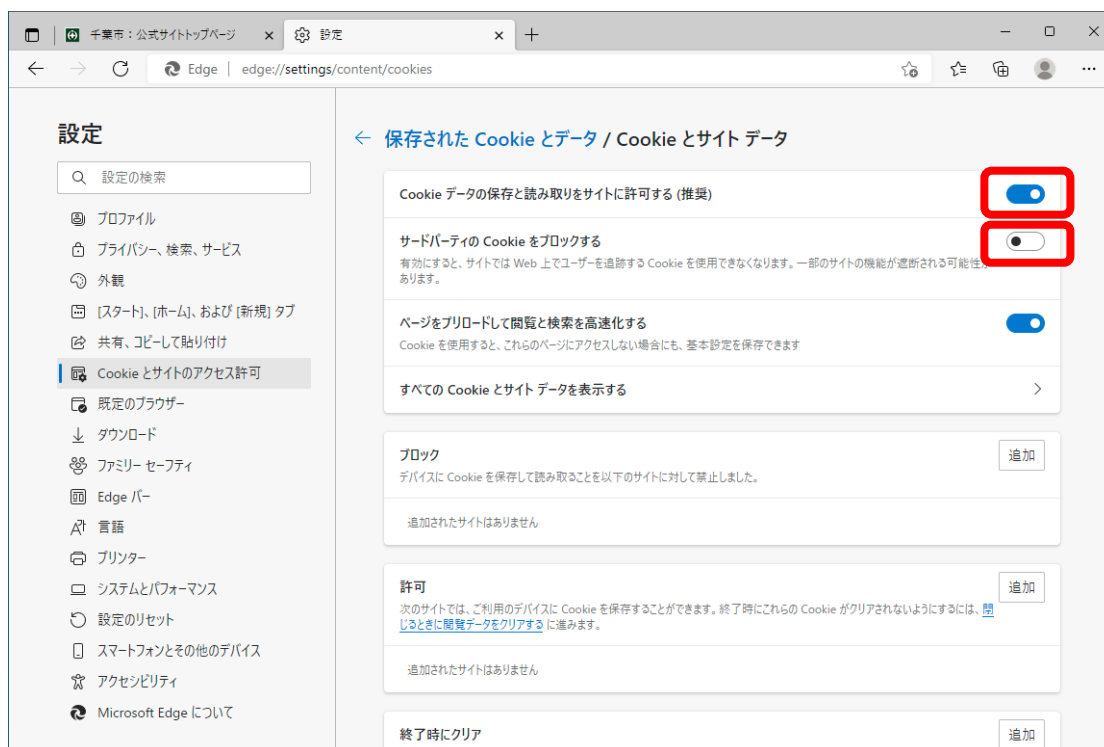 千葉市：公式サイトトップページ
設定
Edge | edge://settings/content/cookies
設定
設定の検索
プロファイル
プライバシー、検索、サービス
外観
[スタート]、[ホーム]、および [新規] タブ
共有、コピーして貼り付け
Cookie とサイトのアクセス許可
既定のブラウザー
ダウンロード
ファミリー セーフティ
Edge バー
言語
プリンター
システムとパフォーマンス
設定のリセット
スマートフォンとその他のデバイス
アクセシビリティ
Microsoft Edge について
保存された Cookie とデータ / Cookie とサイト データ
Cookie データの保存と読み取りをサイトに許可する (推奨)
サードパーティの Cookie をブロックする
有効にすると、サイトでは Web 上でユーザーを追跡する Cookie を使用できなくなります。一部のサイトの機能が遮断される可能性が
あります。
ページをプリロードして閲覧と検索を高速化する
Cookie を使用すると、これらのページにアクセスしない場合にも、基本設定を保存できます
すべての Cookie とサイト データを表示する
ブロック
追加
デバイスに Cookie を保存して読み取ることを以下のサイトに対して禁止しました。
追加されたサイトはありません
許可
追加
次のサイトでは、ご利用のデバイスに Cookie を保存することができます。終了時にこれらの Cookie がクリアされないようにするには、閉
じるときに閲覧データをクリアする に進みます。
追加されたサイトはありません
終了時にクリア
追加